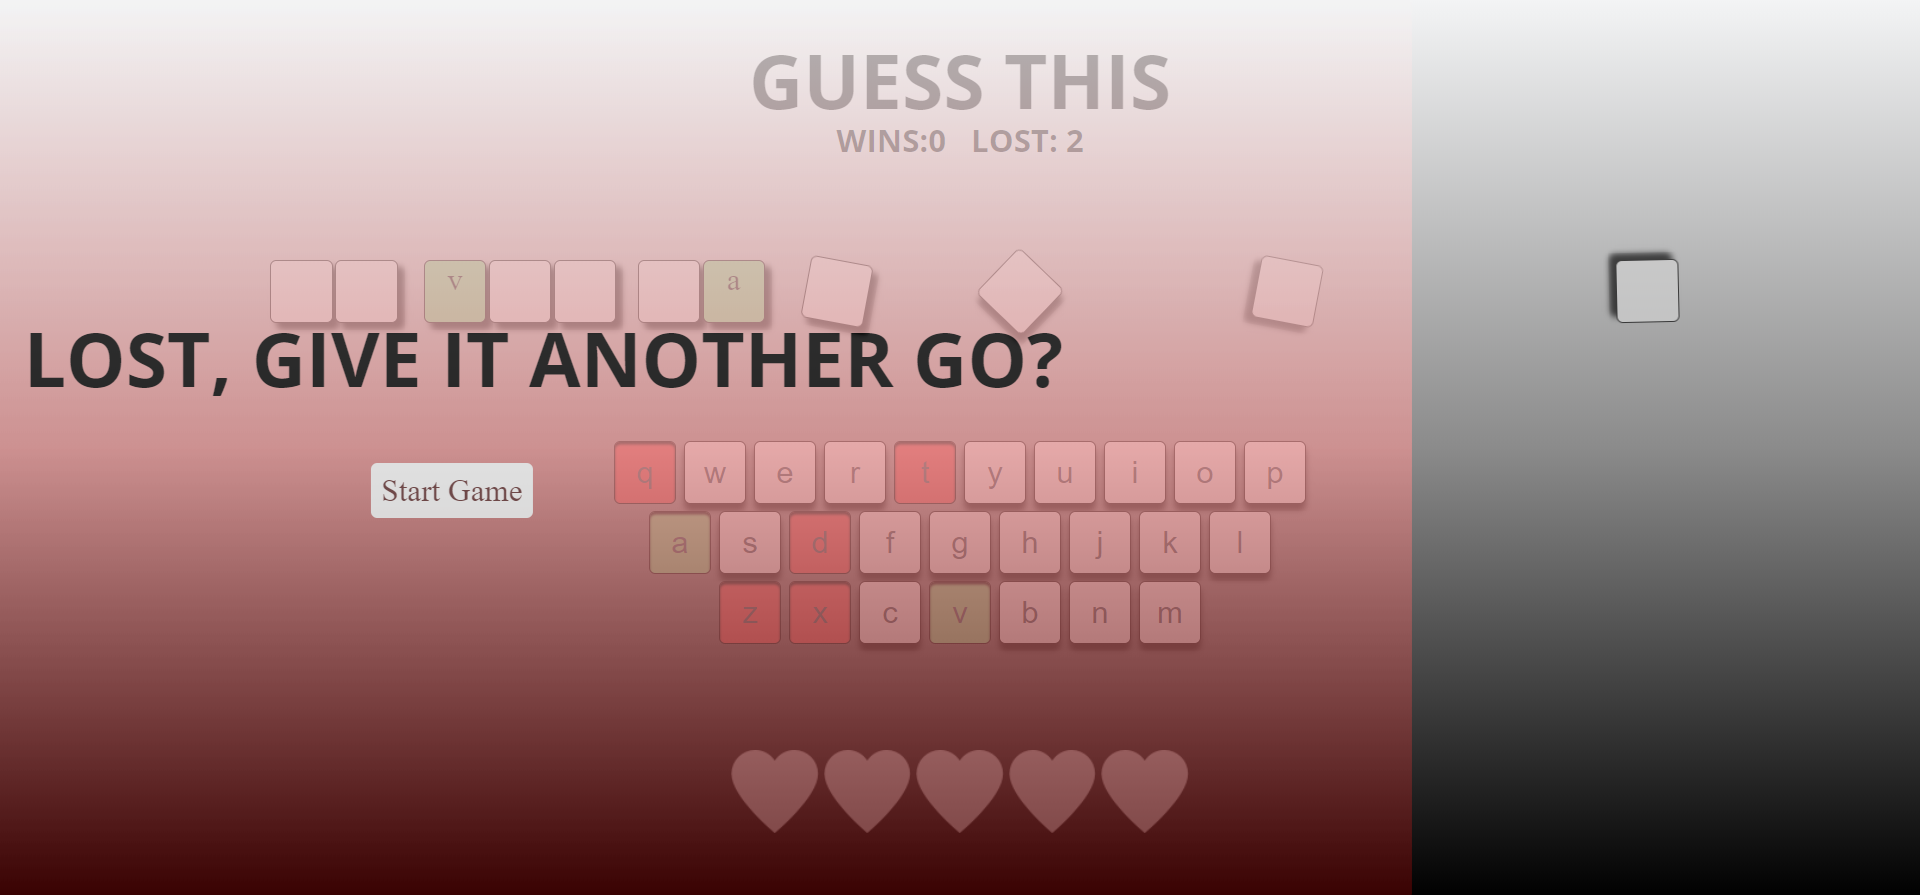 GUESS THIS
WINS:0 LOST: 2
v a
LOST, GIVE IT ANOTHER GO?
Start Game
q w e r t y u i o p
a s d f g h j k l
z x c v b n m